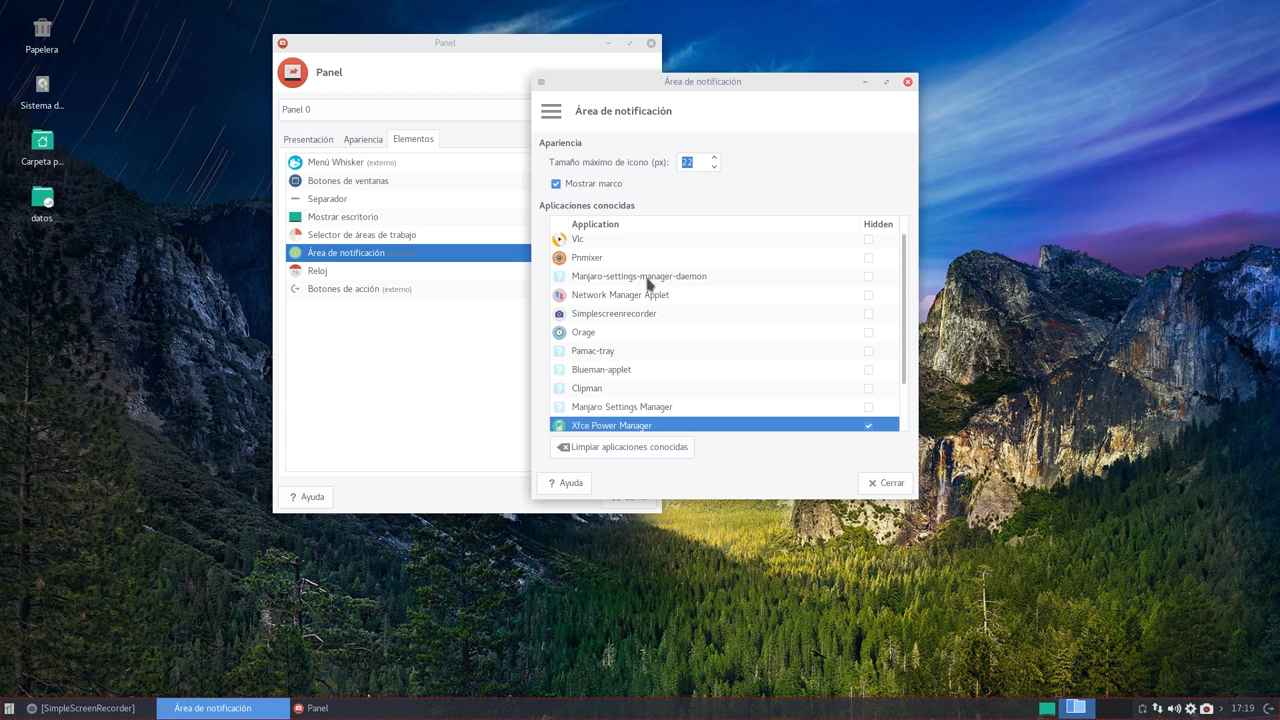 Papelera
Sistema d...
Carpeta p...
datos
Panel
Panel
Panel 0
Presentación
Apariencia
Elementos
Menú Whisker (externo)
Botones de ventanas
Separador
Mostrar escritorio
Selector de áreas de trabajo
Área de notificación
Reloj
Botones de acción (externo)
? Ayuda
Área de notificación
Área de notificación
Apariencia
Tamaño máximo de icono (px): 22
Mostrar marco
Aplicaciones conocidas
Application Hidden
Vlc
Pnmixer
Manjaro-settings-manager-daemon
Network Manager Applet
Simplescreenrecorder
Orage
Pamac-tray
Blueman-applet
Clipman
Manjaro Settings Manager
Xfce Power Manager
Limpiar aplicaciones conocidas
? Ayuda
Cerrar
[SimpleScreenRecorder]
Área de notificación
Panel
17:19